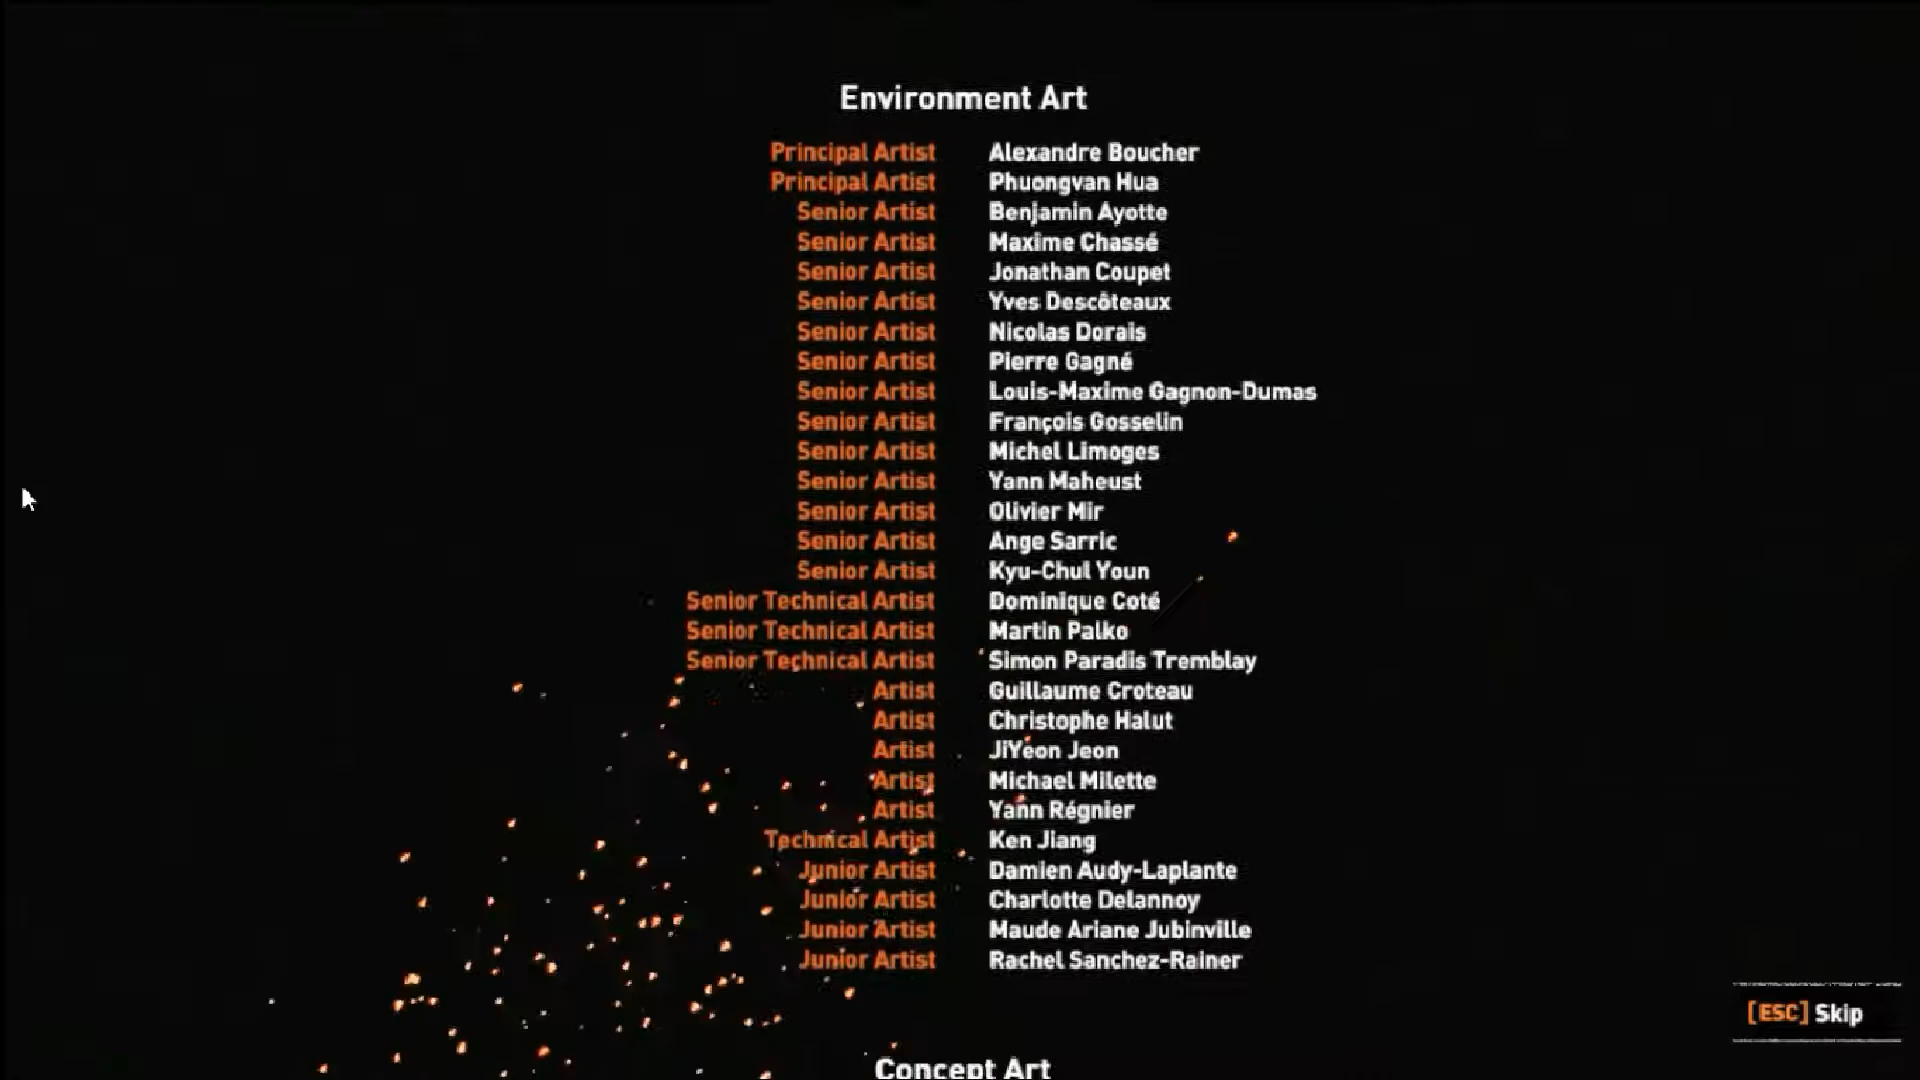 Environment Art
Principal Artist Alexandre Boucher
Principal Artist Phuongvan Hua
Senior Artist Benjamin Ayotte
Senior Artist Maxime Chassé
Senior Artist Jonathan Coupet
Senior Artist Yves Descôteaux
Senior Artist Nicolas Dorais
Senior Artist Pierre Gagné
Senior Artist Louis-Maxime Gagnon-Dumas
Senior Artist François Gosselin
Senior Artist Michel Limoges
Senior Artist Yann Maheust
Senior Artist Olivier Mir
Senior Artist Ange Sarric
Senior Artist Kyu-Chul Youn
Senior Technical Artist Dominique Coté
Senior Technical Artist Martin Palko
Senior Technical Artist Simon Paradis Tremblay
Artist Guillaume Croteau
Artist Christophe Halut
Artist JiYeon Jeon
Artist Michael Milette
Artist Yann Régnier
Technical Artist Ken Jiang
Junior Artist Damien Audy-Laplante
Junior Artist Charlotte Delannoy
Junior Artist Maude Ariane Jubinville
Junior Artist Rachel Sanchez-Rainer
[ESC] Skip
Concept Art